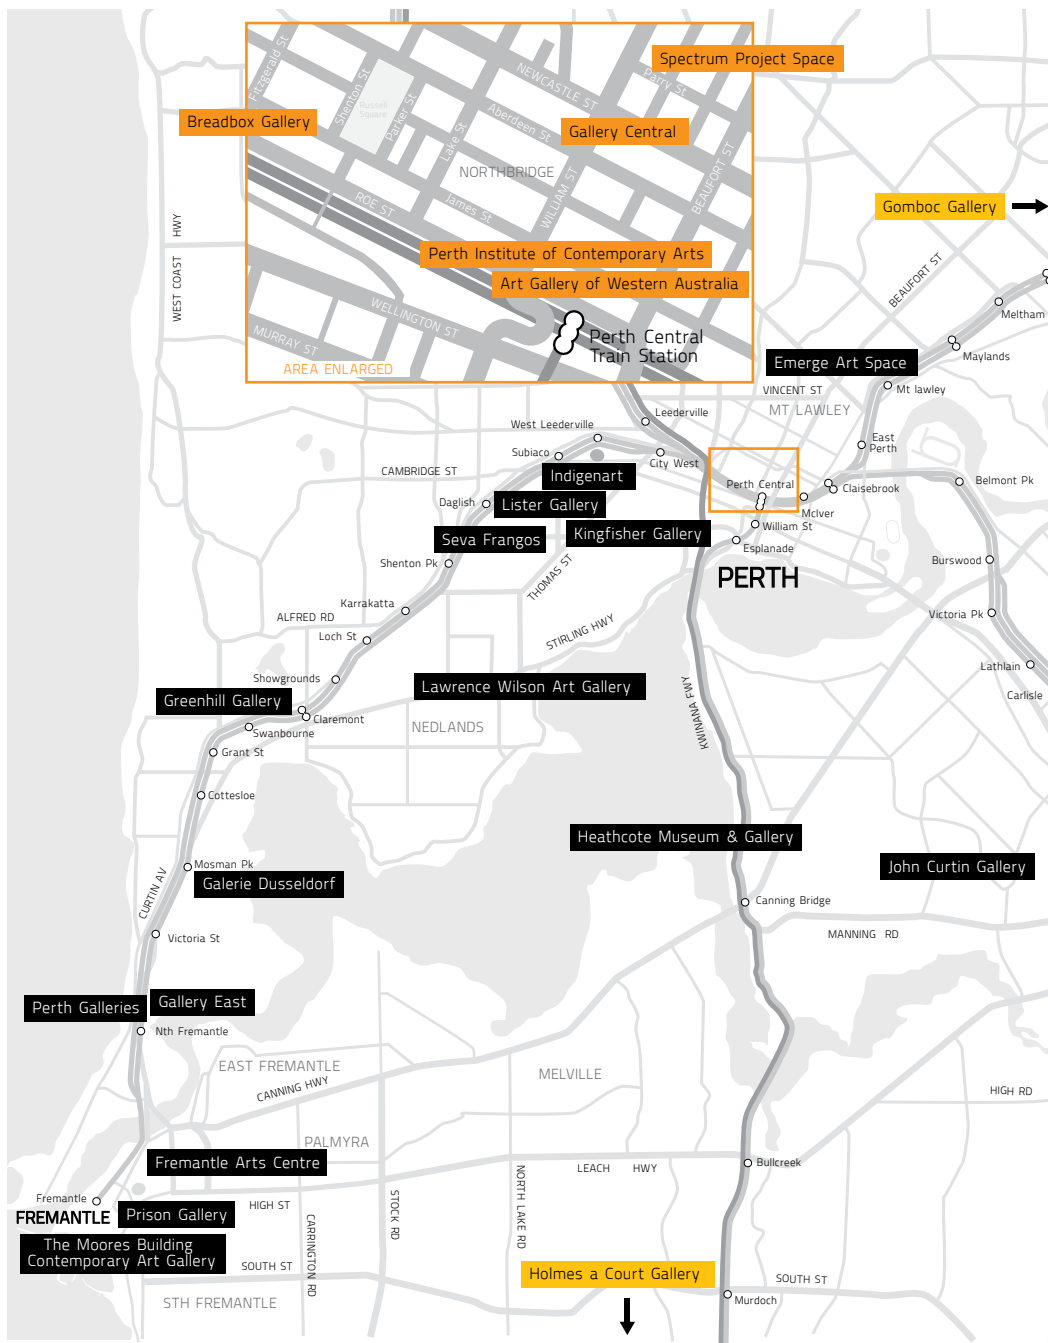 Fitzgerald St
Shenton St
Russell
Square
Parker St
Lake St
NEWCASTLE ST
Aberdeen St
Parry St
Spectrum Project Space
Breadbox Gallery
Gallery Central
NORTHBRIDGE
WILLIAM ST
BEAUFORT ST
ROE ST
James St
Perth Institute of Contemporary Arts
Art Gallery of Western Australia
WELLINGTON ST
MURRAY ST
Perth Central
Train Station
AREA ENLARGED
Gomboc Gallery
WEST COAST HWY
BEAUFORT ST
Meltham
Maylands
Emerge Art Space
Mt lawley
VINCENT ST
MT LAWLEY
Leederville
West Leederville
Subiaco
City West
East
Perth
CAMBRIDGE ST
Indigenart
Perth Central
Claisebrook
Belmont Pk
Daglish
Lister Gallery
McIver
William St
Kingfisher Gallery
Seva Frangos
Esplanade
Shenton Pk
THOMAS ST
PERTH
Burswood
Karrakatta
ALFRED RD
Victoria Pk
Loch St
STIRLING HWY
Lathlain
Showgrounds
Lawrence Wilson Art Gallery
Carlisle
Greenhill Gallery
Claremont
NEDLANDS
KWINANA FWY
Swanbourne
Grant St
Cottesloe
Heathcote Museum & Gallery
Mosman Pk
John Curtin Gallery
Galerie Dusseldorf
CURTIN AV
Canning Bridge
Victoria St
MANNING RD
Gallery East
Perth Galleries
Nth Fremantle
EAST FREMANTLE
MELVILLE
CANNING HWY
HIGH RD
PALMYRA
Fremantle Arts Centre
LEACH HWY
Bullcreek
Fremantle
FREMANTLE
Prison Gallery
HIGH ST
CARRINGTON RD
STOCK RD
NORTH LAKE RD
The Moores Building
Contemporary Art Gallery
SOUTH ST
Holmes a Court Gallery
SOUTH ST
STH FREMANTLE
Murdoch